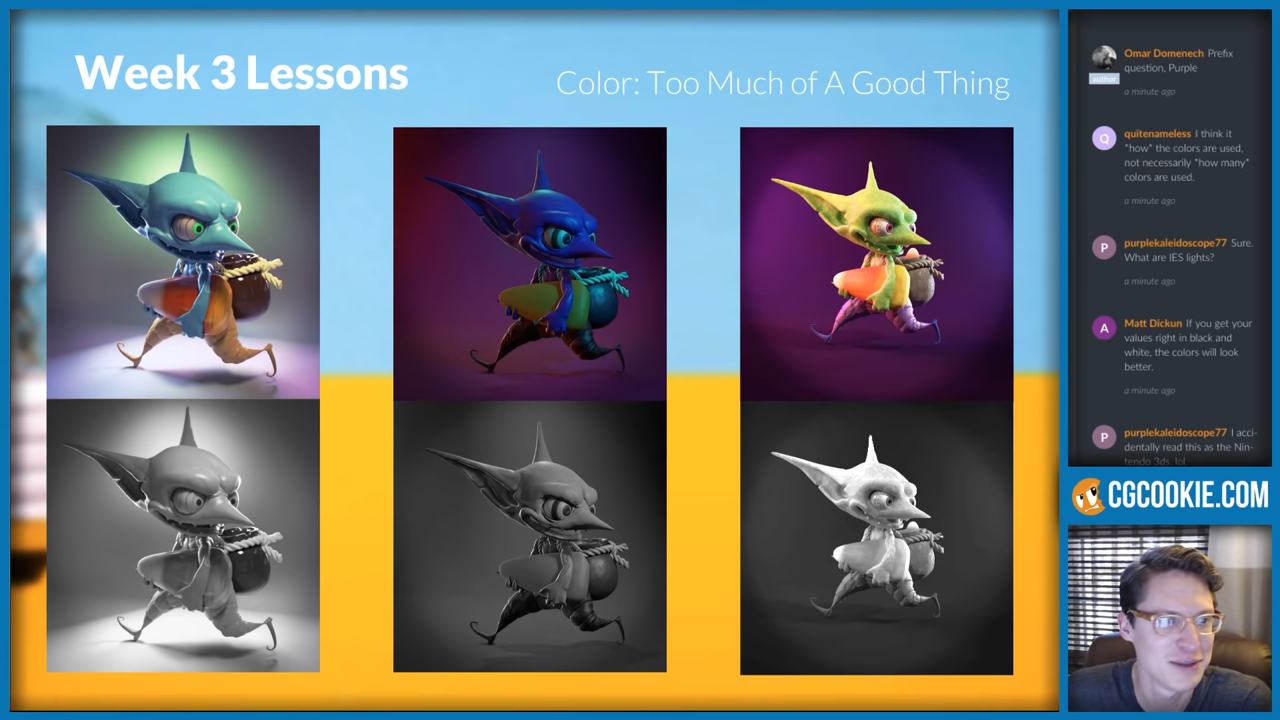 Week 3 Lessons
Color: Too Much of A Good Thing
Omar Domenech Prefix
question, Purple
author
a minute ago
Q
quitenameless I think it
*how* the colors are used,
not necessarily *how many*
colors are used.
a minute ago
P
purplekaleidoscope77 Sure.
What are IES lights?
a minute ago
A
Matt Dickun If you get your
values right in black and
white, the colors will look
better.
a minute ago
P
purplekaleidoscope77 I acci-
dentally read this as the Nin-
tendo 3ds, lol
CGCOOKIE.COM